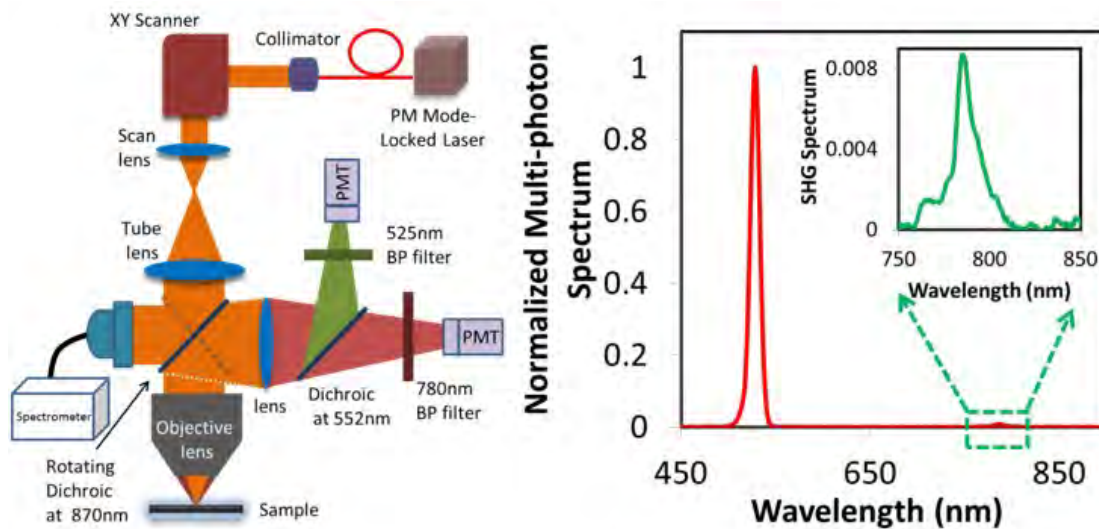 XY Scanner
Collimator
PM Mode-
Locked Laser
Scan
lens
PMT
Tube
lens
525nm
BP filter
PMT
Spectrometer
lens
Dichroic
at 552nm
780nm
BP filter
Objective
lens
Rotating
Dichroic
at 870nm
Sample
Normalized Multi-photon
Spectrum
1
0.8
0.6
0.4
0.2
0
450
650
850
Wavelength (nm)
SHG Spectrum
0.008
0.004
0
750
800
850
Wavelength (nm)